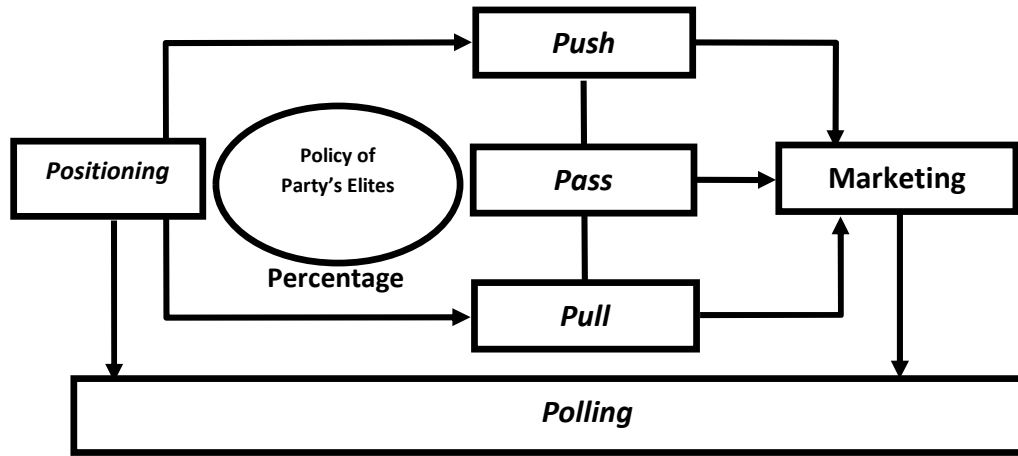 Push
Positioning
Policy of
Party's Elites
Pass
Marketing
Percentage
Pull
Polling